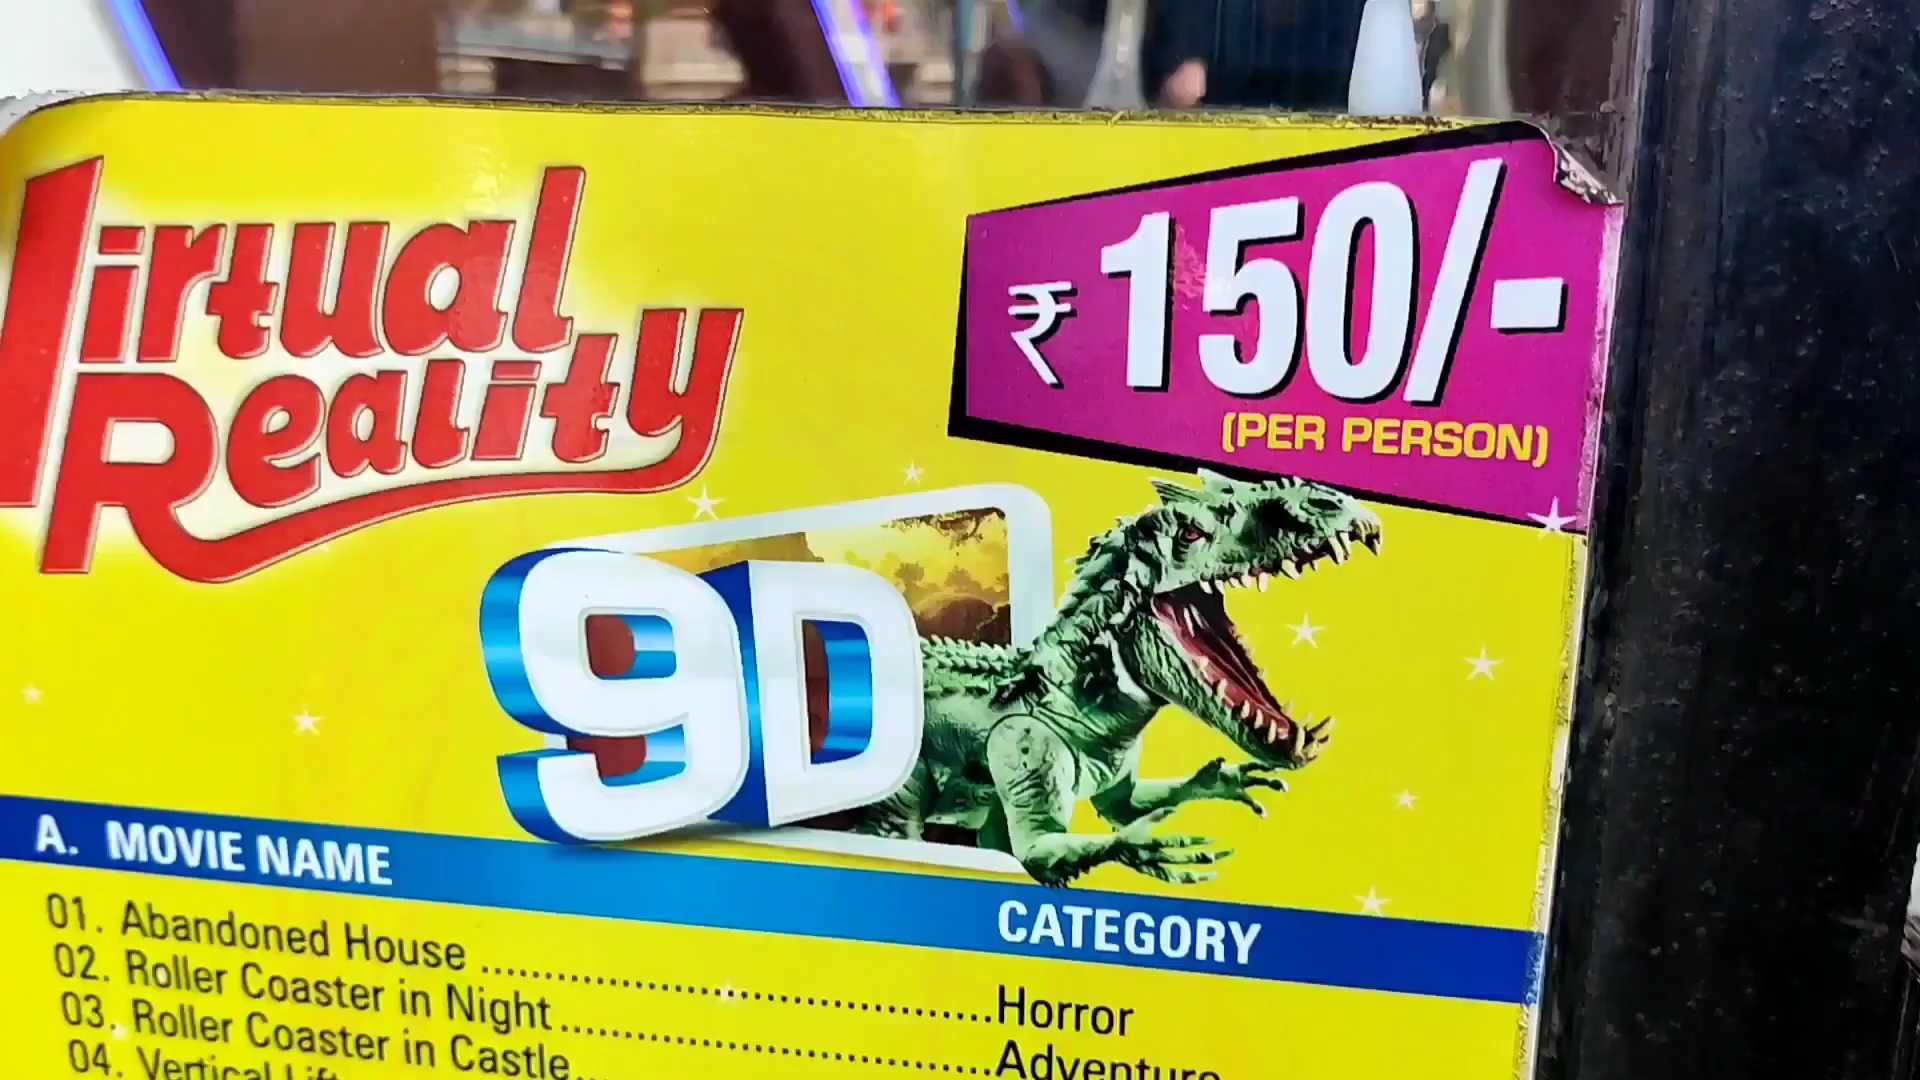 Virtual
Reality
₹ 150/-
(PER PERSON)
9D
A. MOVIE NAME
CATEGORY
01. Abandoned House ................................Horror
02. Roller Coaster in Night ............................Adventure
03. Roller Coaster in Castle...
04. Vertical